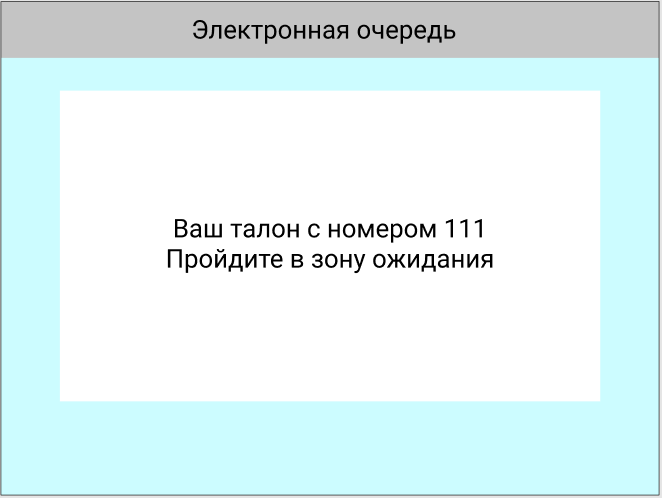 Электронная очередь
Ваш талон с номером 111
Пройдите в зону ожидания